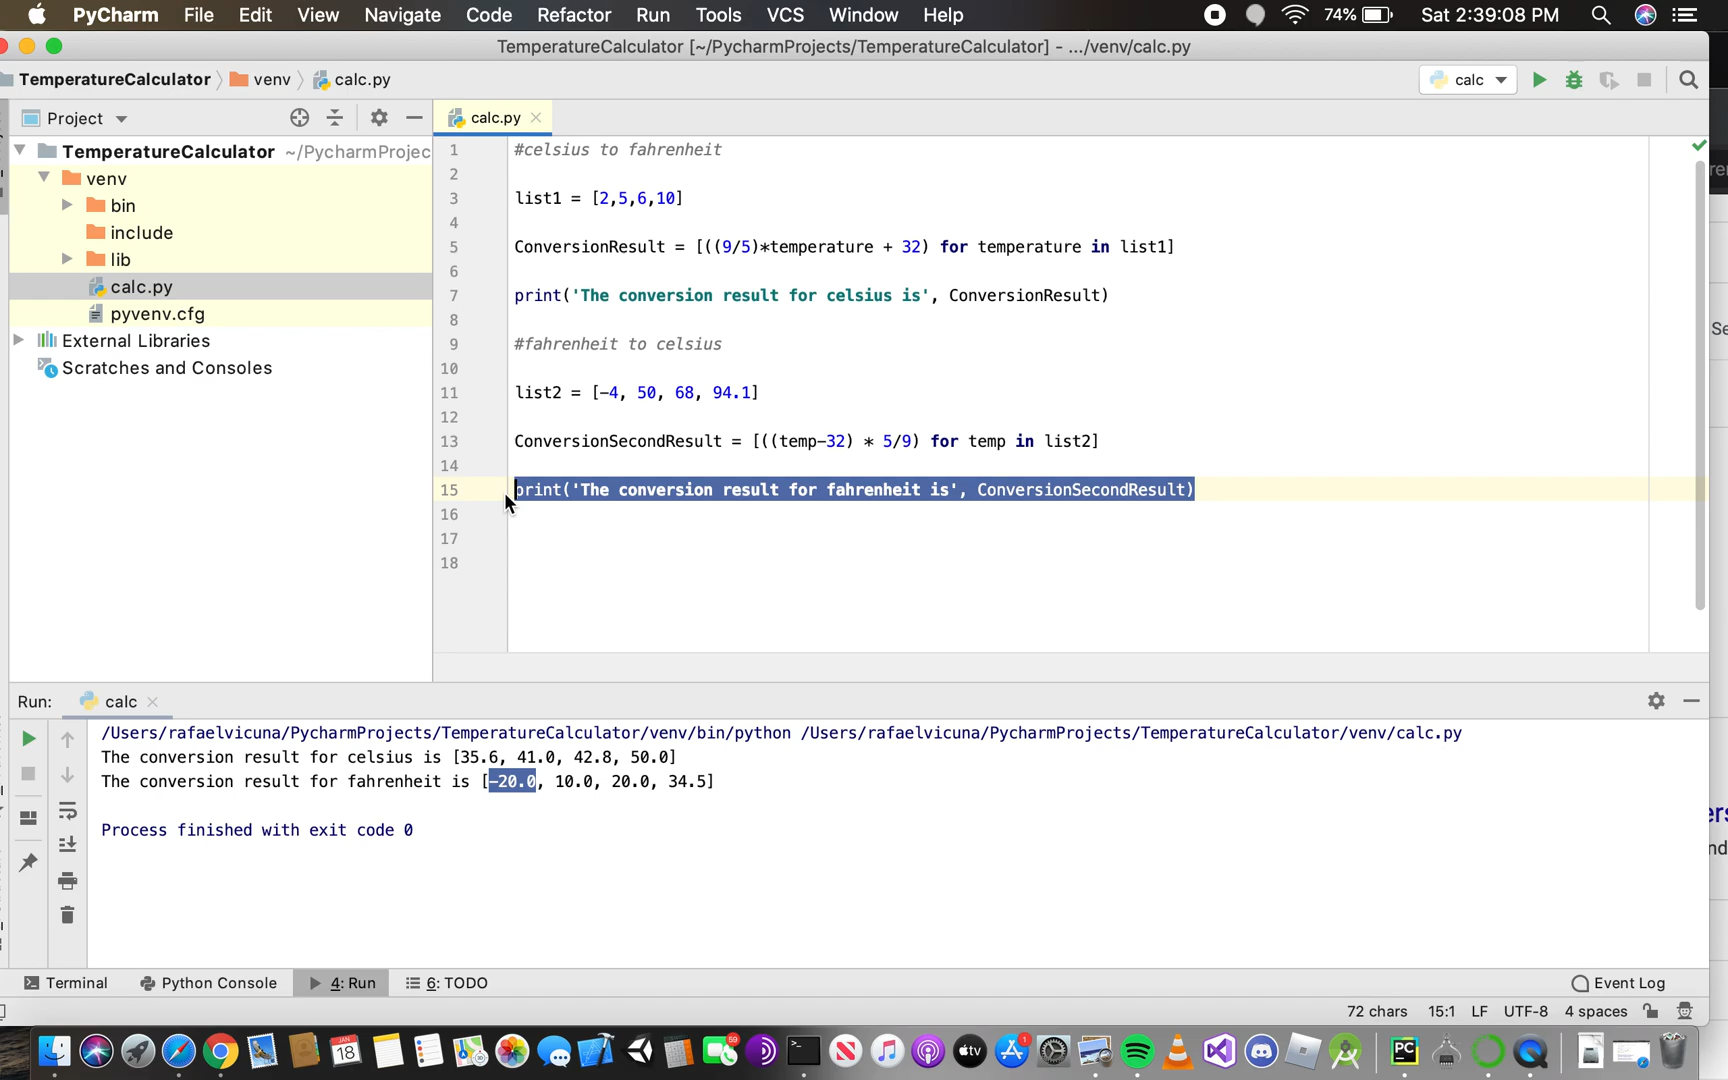 PyCharm File Edit View Navigate Code Refactor Run Tools VCS Window Help 74% Sat 2:39:08 PM
TemperatureCalculator [~/PycharmProjects/TemperatureCalculator] - .../venv/calc.py
TemperatureCalculator venv calc.py calc
Project calc.py
TemperatureCalculator ~/PycharmProjec
venv
bin
include
lib
calc.py
pyvenv.cfg
External Libraries
Scratches and Consoles
1 #celsius to fahrenheit
2
3 list1 = [2,5,6,10]
4
5 ConversionResult = [((9/5)*temperature + 32) for temperature in list1]
6
7 print('The conversion result for celsius is', ConversionResult)
8
9 #fahrenheit to celsius
10
11 list2 = [-4, 50, 68, 94.1]
12
13 ConversionSecondResult = [((temp-32) * 5/9) for temp in list2]
14
15 print('The conversion result for fahrenheit is', ConversionSecondResult)
16
17
18
Run: calc
/Users/rafaelvicuna/PycharmProjects/TemperatureCalculator/venv/bin/python /Users/rafaelvicuna/PycharmProjects/TemperatureCalculator/venv/calc.py
The conversion result for celsius is [35.6, 41.0, 42.8, 50.0]
The conversion result for fahrenheit is [-20.0, 10.0, 20.0, 34.5]
Process finished with exit code 0
Terminal Python Console 4: Run 6: TODO Event Log
72 chars 15:1 LF UTF-8 4 spaces
18 59 tv 1 PC